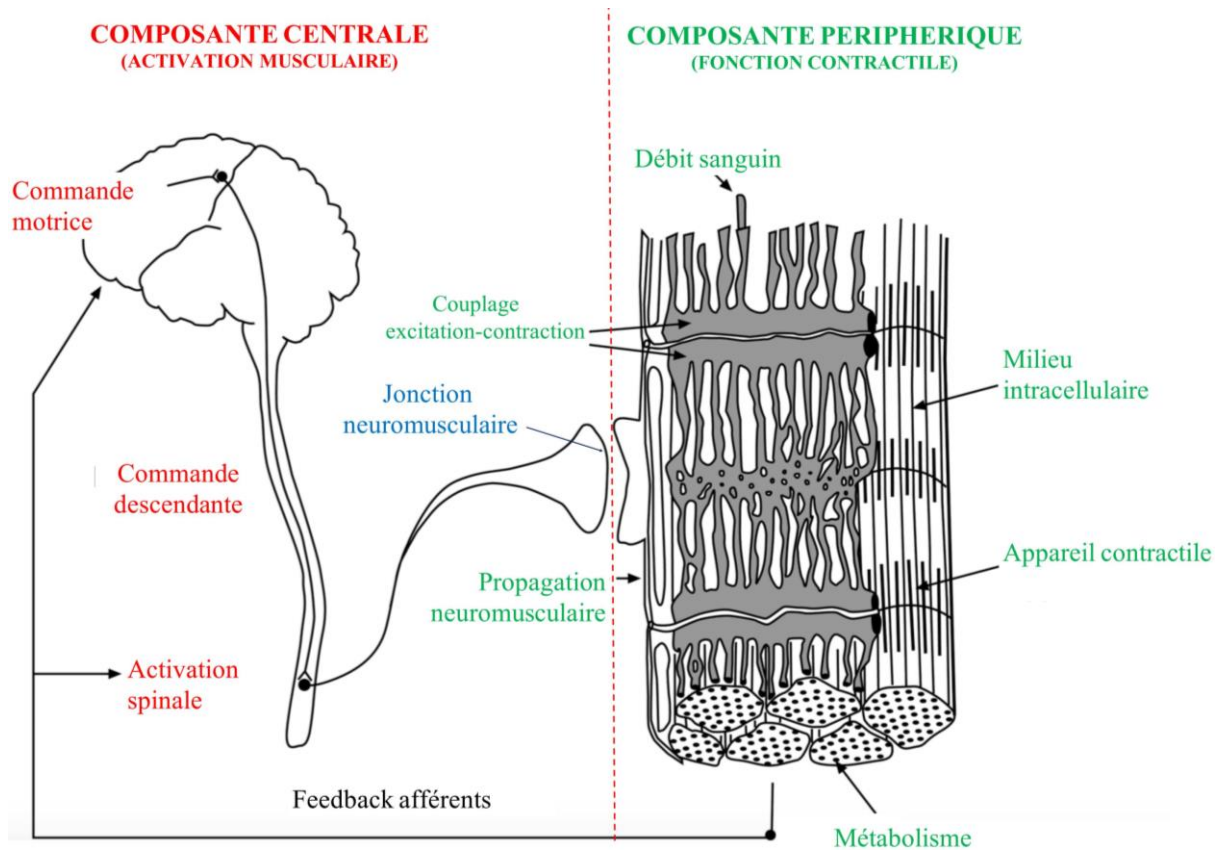 COMPOSANTE CENTRALE
(ACTIVATION MUSCULAIRE)
COMPOSANTE PERIPHERIQUE
(FONCTION CONTRACTILE)
Débit sanguin
Commande
motrice
Couplage
excitation-contraction
Milieu
intracellulaire
Jonction
neuromusculaire
Commande
descendante
Appareil contractile
Propagation
neuromusculaire
Activation
spinale
Feedback afférents
Métabolisme